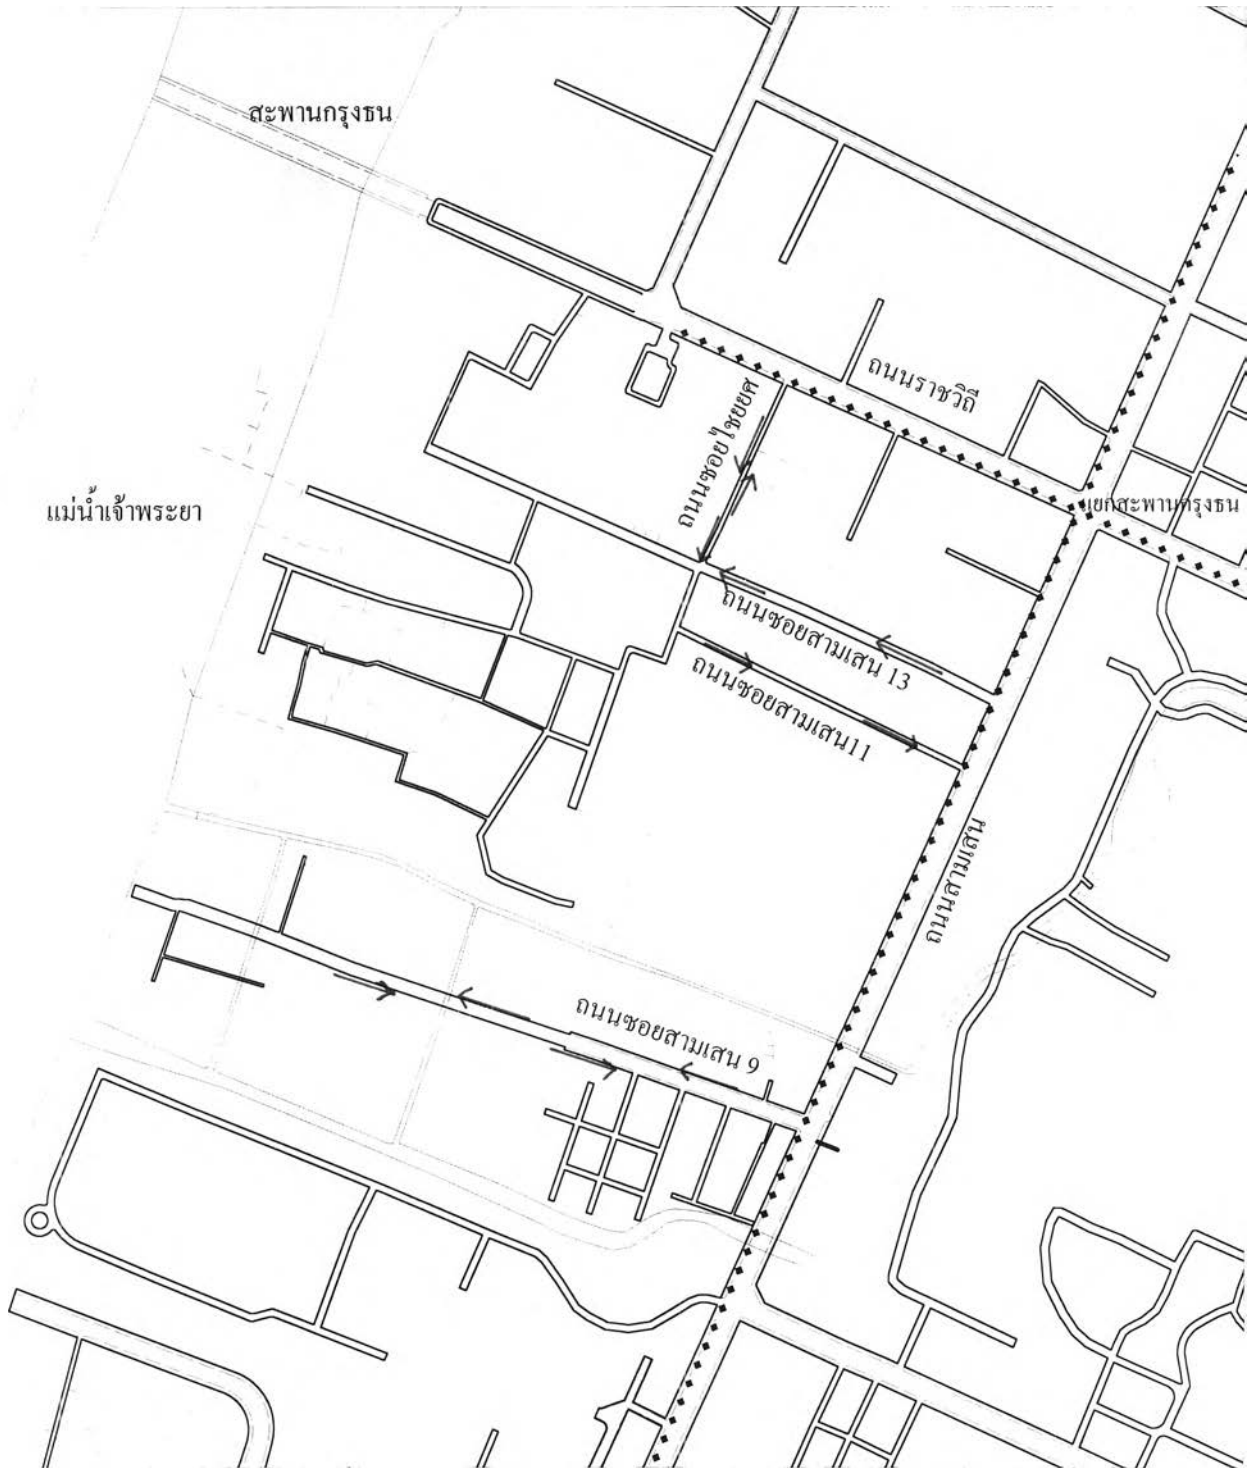 สะพานกรุงธน
ถนนราชวิถี
ถนนซอยไชยยศ
แม่น้ำเจ้าพระยา
แยกสะพานกรุงธน
ถนนซอยสามเสน 13
ถนนซอยสามเสน11
ถนนสามเสน
ถนนซอยสามเสน 9